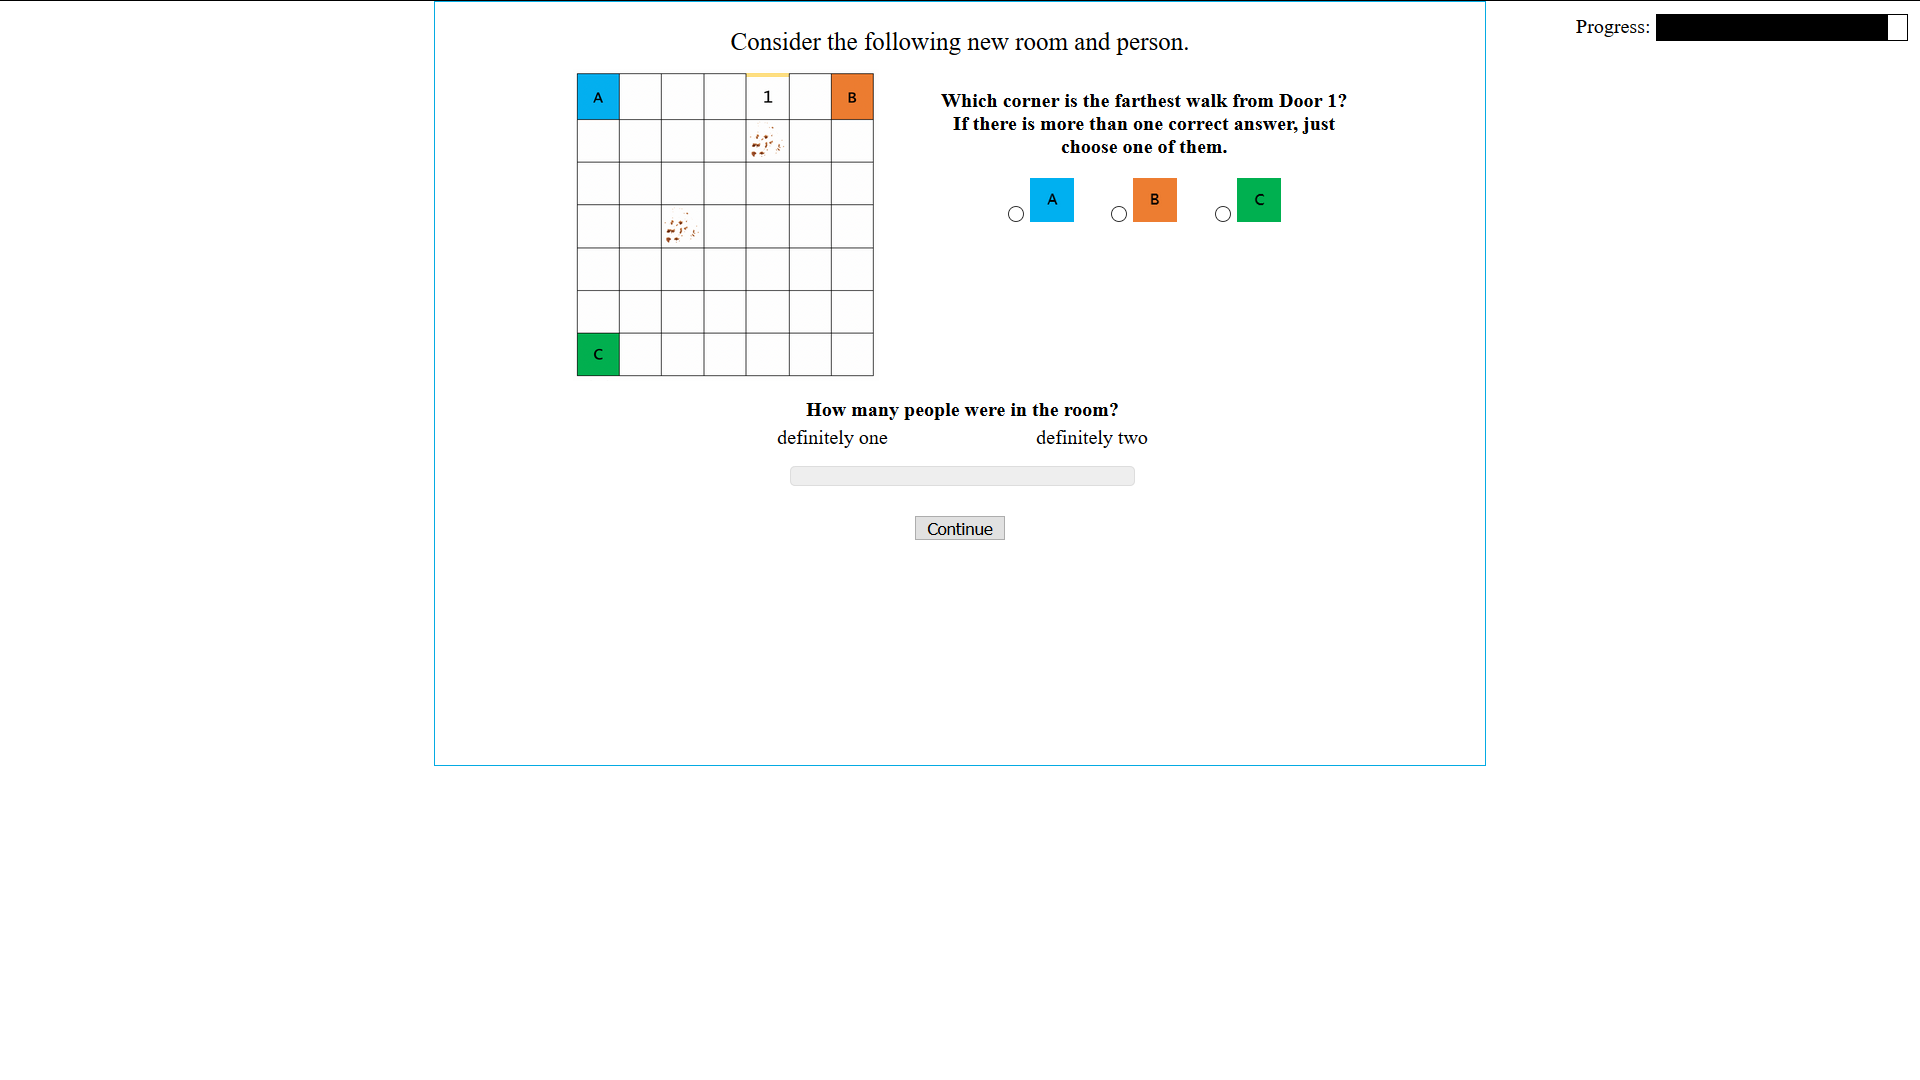 Progress:
Consider the following new room and person.
A 1 B
C
Which corner is the farthest walk from Door 1?
If there is more than one correct answer, just
choose one of them.
A B C
How many people were in the room?
definitely one definitely two
Continue